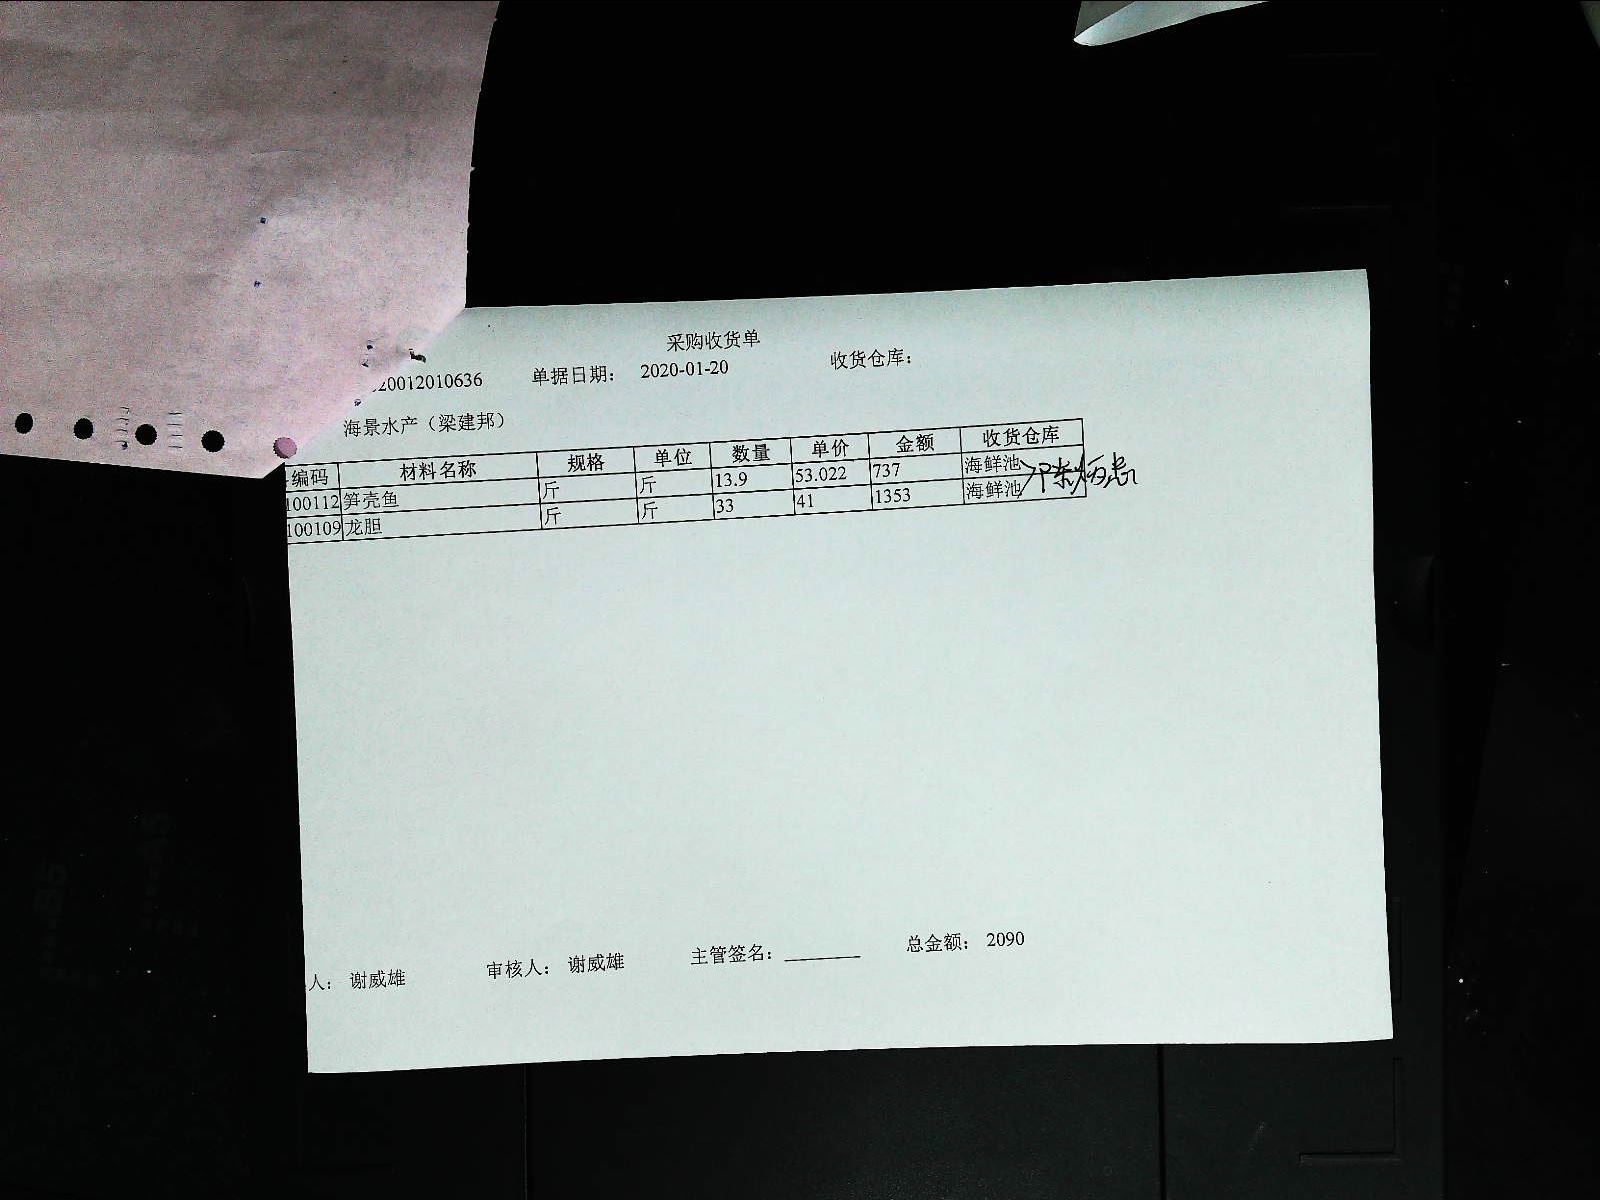 采购收货单
20012010636 单据日期： 2020-01-20 收货仓库：
海景水产（梁建邦）
编码 材料名称 规格 单位 数量 单价 金额 收货仓库
100112 笋壳鱼 斤 斤 13.9 53.022 737 海鲜池
100109 龙胆 斤 斤 33 41 1353 海鲜池
人： 谢威雄 审核人： 谢威雄 主管签名： 总金额： 2090